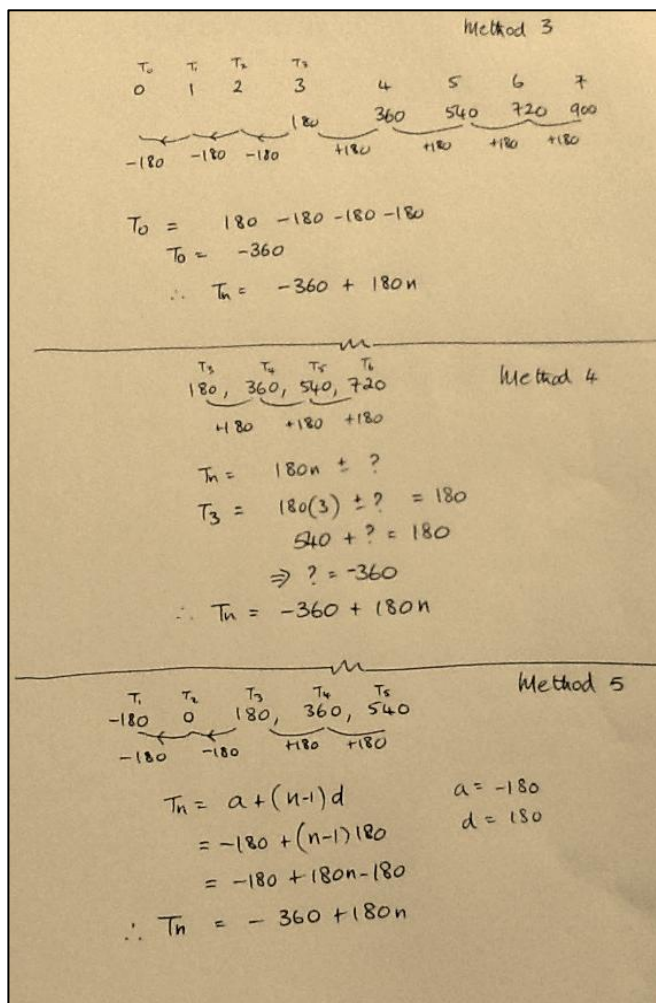 Method 3
T₀ T₁ T₂ T₃
0 1 2 3 4 5 6 7
180 360 540 720 900
-180 -180 -180 +180 +180 +180 +180
T₀ = 180 -180 -180 -180
T₀ = -360
∴ Tn = -360 + 180n
Method 4
T₃ T₄ T₅ T₆
180, 360, 540, 720
+180 +180 +180
Tn = 180n ± ?
T₃ = 180(3) ± ? = 180
540 + ? = 180
⇒ ? = -360
∴ Tn = -360 + 180n
Method 5
T₁ T₂ T₃ T₄ T₅
-180 0 180, 360, 540
-180 -180 +180 +180
Tn = a + (n-1)d a = -180
= -180 + (n-1)180 d = 180
= -180 + 180n - 180
∴ Tn = - 360 + 180n